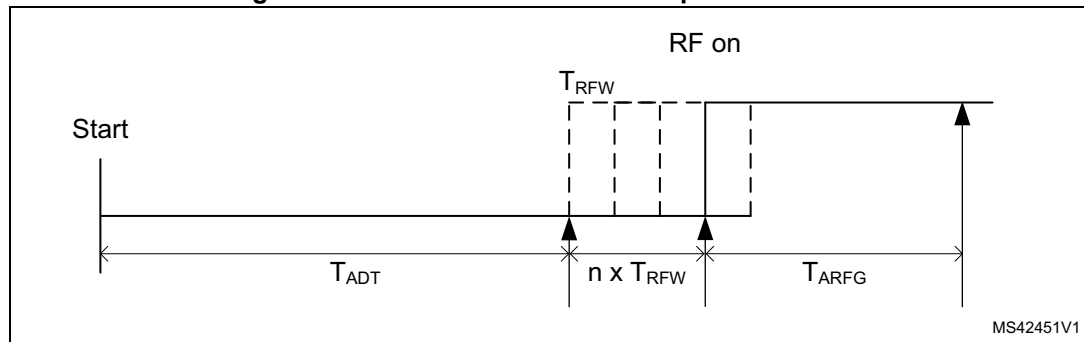 RF on
T_RFW
Start
T_ADT
n x T_RFW
T_ARFG
MS42451V1